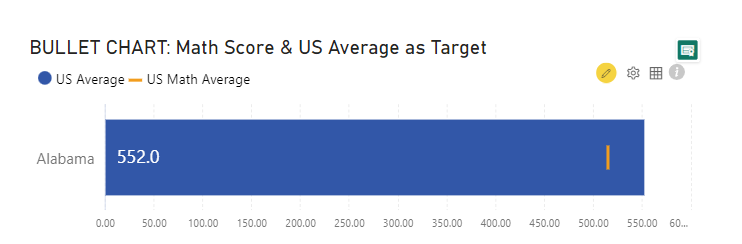 BULLET CHART: Math Score & US Average as Target
US Average US Math Average
Alabama 552.0
0.00 50.00 100.00 150.00 200.00 250.00 300.00 350.00 400.00 450.00 500.00 550.00 60...